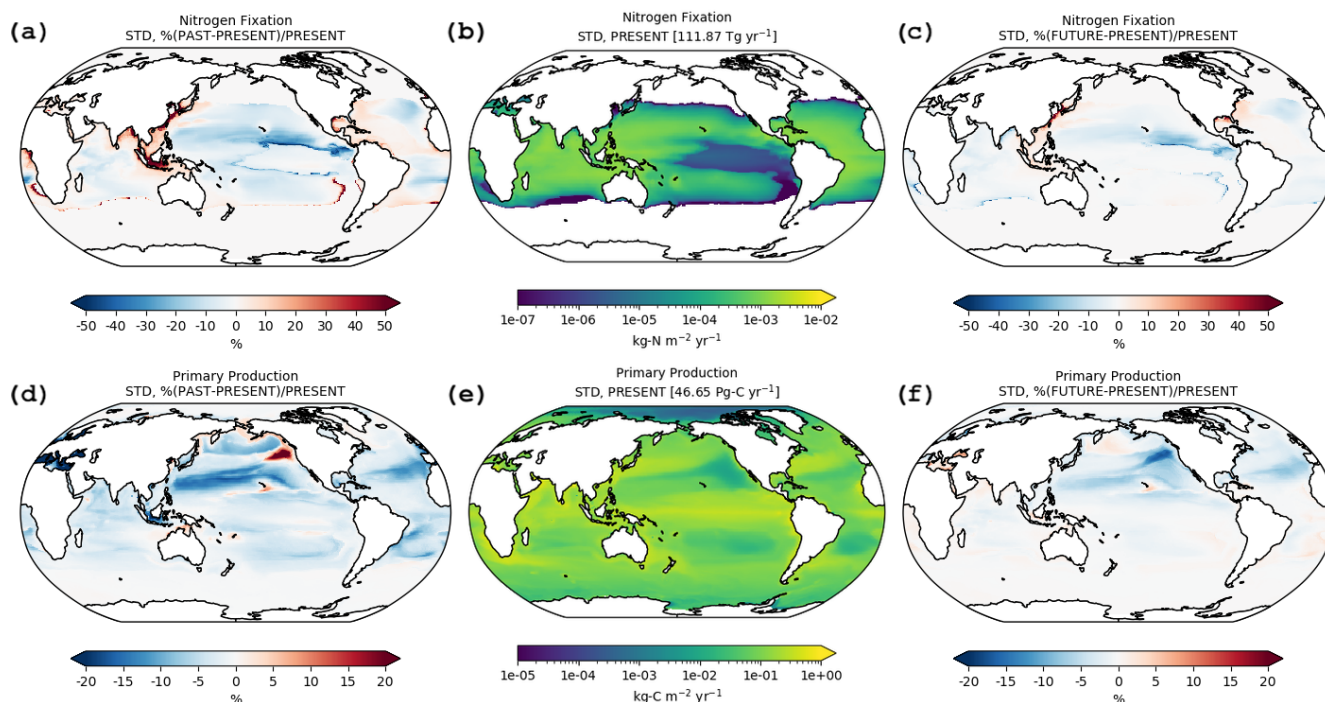 (a)
Nitrogen Fixation
STD, %(PAST-PRESENT)/PRESENT
-50 -40 -30 -20 -10 0 10 20 30 40 50
%
(b)
Nitrogen Fixation
STD, PRESENT [111.87 Tg yr⁻¹]
1e-07 1e-06 1e-05 1e-04 1e-03 1e-02
kg-N m⁻² yr⁻¹
(c)
Nitrogen Fixation
STD, %(FUTURE-PRESENT)/PRESENT
-50 -40 -30 -20 -10 0 10 20 30 40 50
%
(d)
Primary Production
STD, %(PAST-PRESENT)/PRESENT
-20 -15 -10 -5 0 5 10 15 20
%
(e)
Primary Production
STD, PRESENT [46.65 Pg-C yr⁻¹]
1e-05 1e-04 1e-03 1e-02 1e-01 1e+00
kg-C m⁻² yr⁻¹
(f)
Primary Production
STD, %(FUTURE-PRESENT)/PRESENT
-20 -15 -10 -5 0 5 10 15 20
%